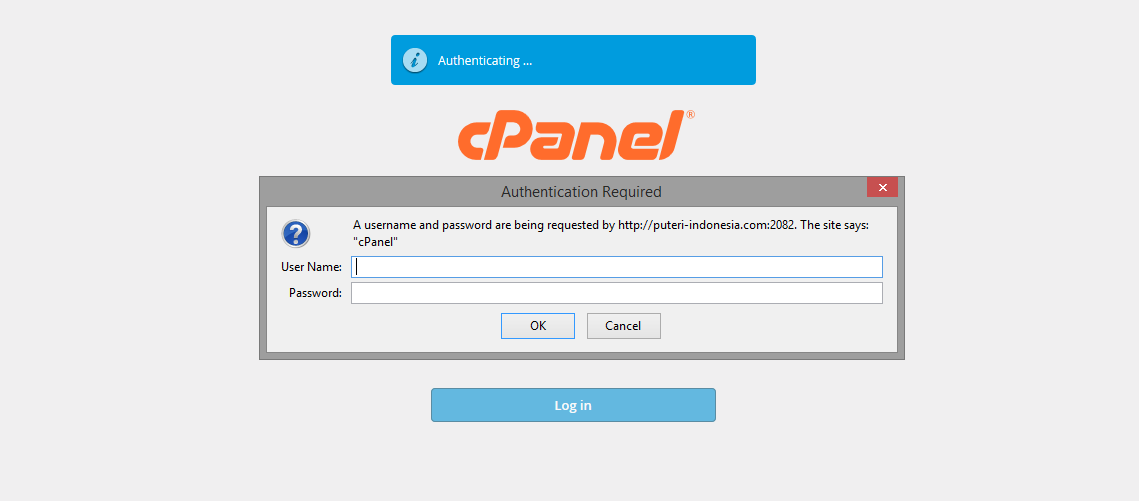 Authenticating ...
cPanel®
Authentication Required
A username and password are being requested by http://puteri-indonesia.com:2082. The site says:
"cPanel"
User Name:
Password:
OK Cancel
Log in